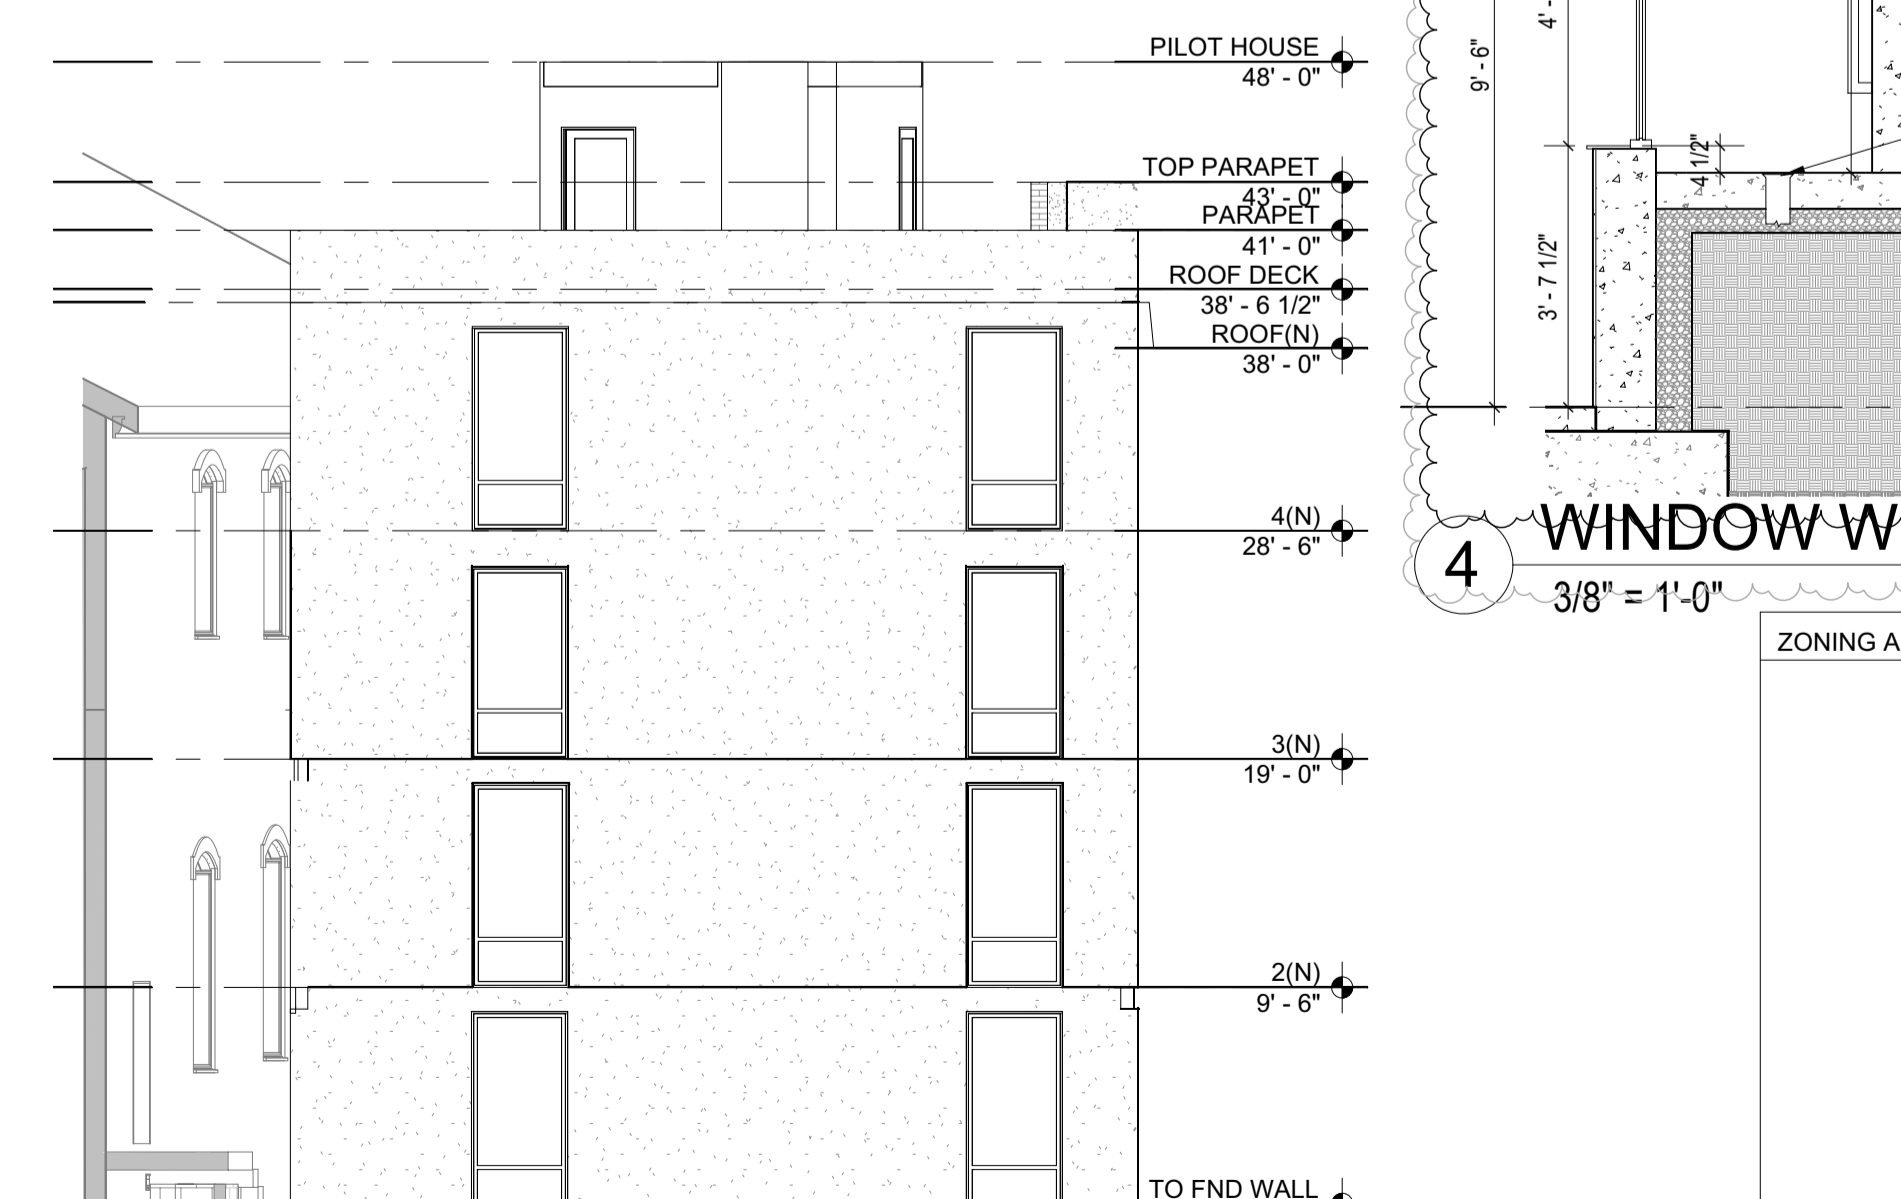 PILOT HOUSE
48' - 0"
TOP PARAPET
43' - 0"
PARAPET
41' - 0"
ROOF DECK
38' - 6 1/2"
ROOF(N)
38' - 0"
4(N)
28' - 6"
3(N)
19' - 0"
2(N)
9' - 6"
TO FND WALL
4' -
9' - 6"
4 1/2"
3' - 7 1/2"
4
WINDOW W
3/8" = 1'-0"
ZONING A